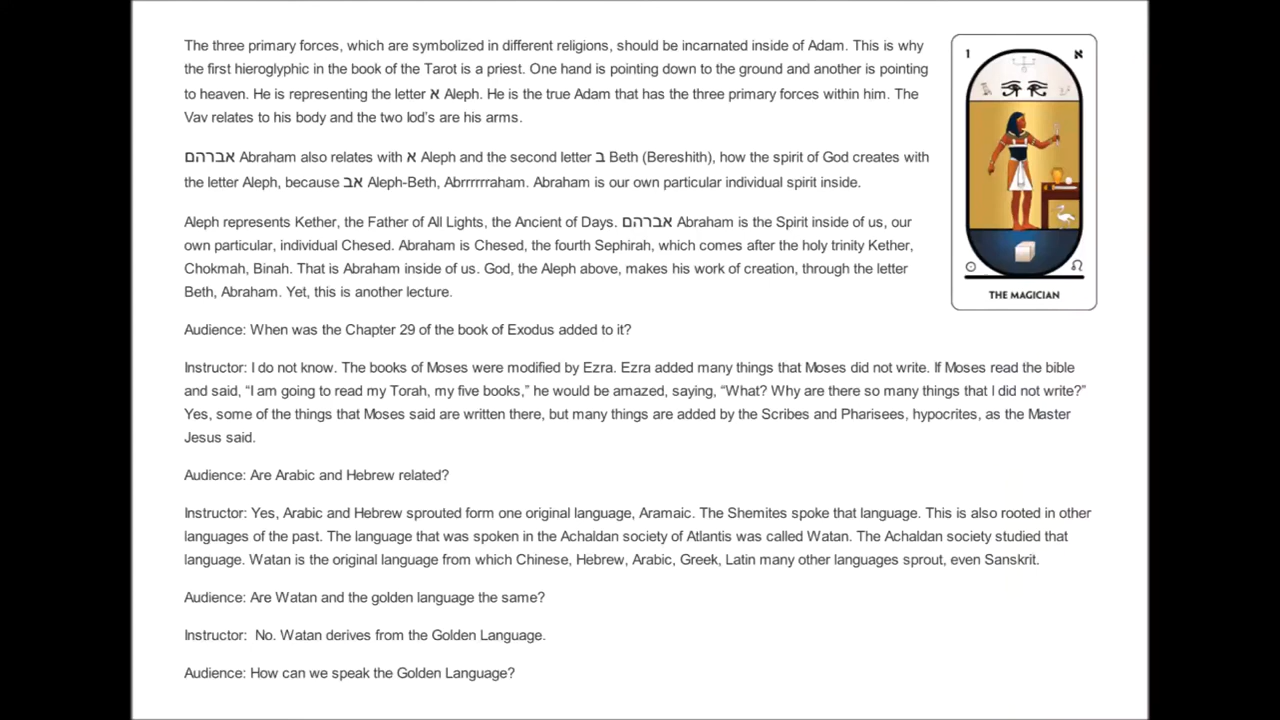 The three primary forces, which are symbolized in different religions, should be incarnated inside of Adam. This is why
the first hieroglyphic in the book of the Tarot is a priest. One hand is pointing down to the ground and another is pointing
to heaven. He is representing the letter א Aleph. He is the true Adam that has the three primary forces within him. The
Vav relates to his body and the two Iod's are his arms.
אברהם Abraham also relates with א Aleph and the second letter ב Beth (Bereshith), how the spirit of God creates with
the letter Aleph, because אב Aleph-Beth, Abrrrrrraham. Abraham is our own particular individual spirit inside.
Aleph represents Kether, the Father of All Lights, the Ancient of Days. אברהם Abraham is the Spirit inside of us, our
own particular, individual Chesed. Abraham is Chesed, the fourth Sephirah, which comes after the holy trinity Kether,
Chokmah, Binah. That is Abraham inside of us. God, the Aleph above, makes his work of creation, through the letter
Beth, Abraham. Yet, this is another lecture.
1 א
THE MAGICIAN
Audience: When was the Chapter 29 of the book of Exodus added to it?
Instructor: I do not know. The books of Moses were modified by Ezra. Ezra added many things that Moses did not write. If Moses read the bible
and said, “I am going to read my Torah, my five books,” he would be amazed, saying, “What? Why are there so many things that I did not write?”
Yes, some of the things that Moses said are written there, but many things are added by the Scribes and Pharisees, hypocrites, as the Master
Jesus said.
Audience: Are Arabic and Hebrew related?
Instructor: Yes, Arabic and Hebrew sprouted form one original language, Aramaic. The Shemites spoke that language. This is also rooted in other
languages of the past. The language that was spoken in the Achaldan society of Atlantis was called Watan. The Achaldan society studied that
language. Watan is the original language from which Chinese, Hebrew, Arabic, Greek, Latin many other languages sprout, even Sanskrit.
Audience: Are Watan and the golden language the same?
Instructor: No. Watan derives from the Golden Language.
Audience: How can we speak the Golden Language?